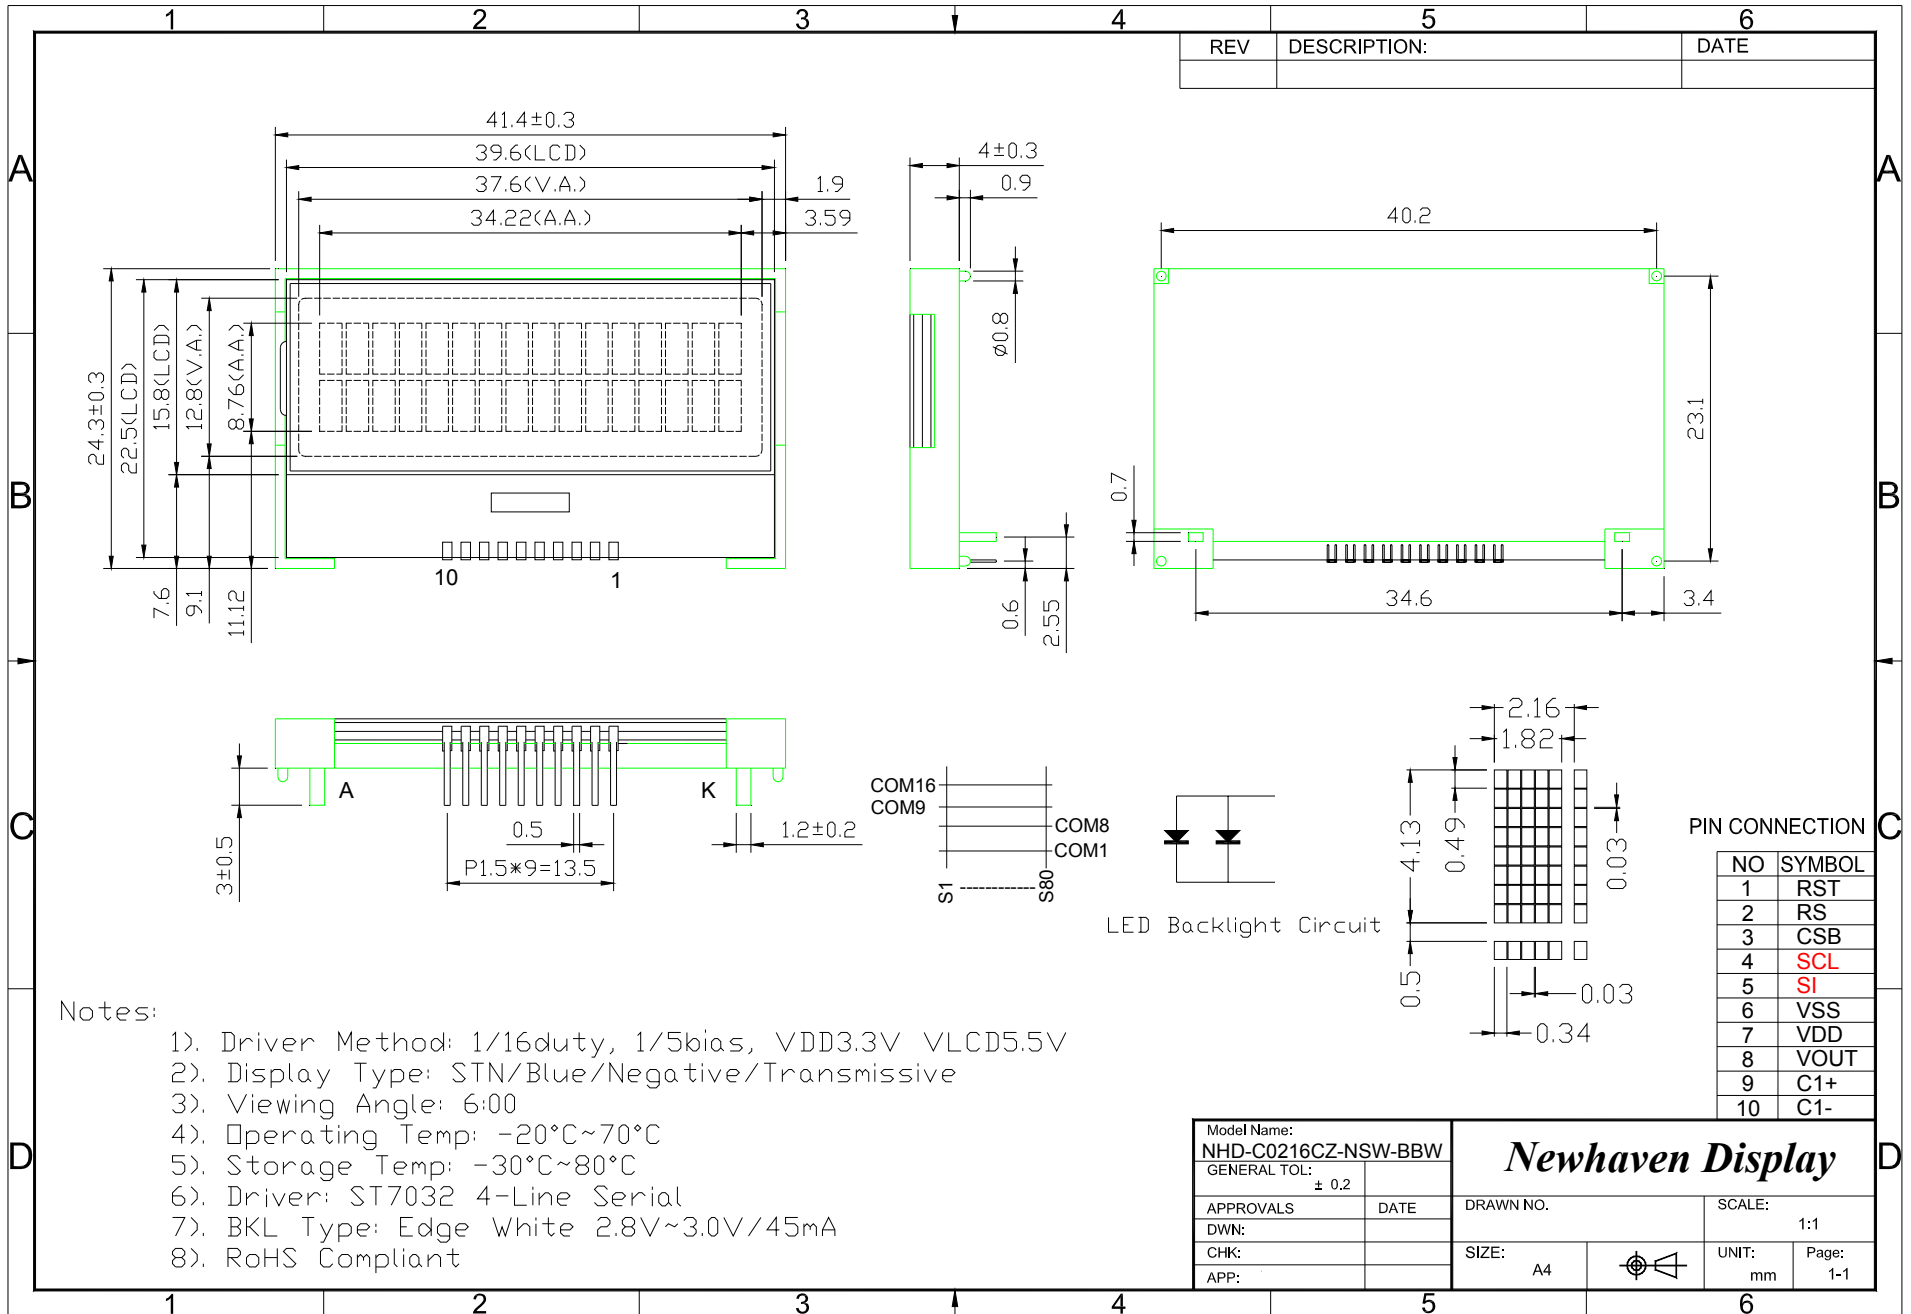 1 2 3 4 5 6
REV DESCRIPTION: DATE
A A
B B
C C
D D
41.4±0.3
39.6(LCD)
37.6(V.A.) 1.9
34.22(A.A.) 3.59
24.3±0.3
22.5(LCD)
15.8(LCD)
12.8(V.A.)
8.76(A.A.)
7.6
9.1
11.12
10 1
4±0.3
0.9
ø0.8
0.6
2.55
40.2
23.1
0.7
34.6 3.4
A K
3±0.5
0.5
P1.5*9=13.5
1.2±0.2
COM16
COM9
COM8
COM1
S1 ---------- S80
LED Backlight Circuit
2.16
1.82
4.13
0.49
0.03
0.5
0.03
0.34
PIN CONNECTION
NO SYMBOL
1 RST
2 RS
3 CSB
4 SCL
5 SI
6 VSS
7 VDD
8 VOUT
9 C1+
10 C1-
Notes:
1). Driver Method: 1/16duty, 1/5bias, VDD3.3V VLCD5.5V
2). Display Type: STN/Blue/Negative/Transmissive
3). Viewing Angle: 6:00
4). Operating Temp: -20°C~70°C
5). Storage Temp: -30°C~80°C
6). Driver: ST7032 4-Line Serial
7). BKL Type: Edge White 2.8V~3.0V/45mA
8). RoHS Compliant
Model Name:
NHD-C0216CZ-NSW-BBW
GENERAL TOL:
± 0.2
APPROVALS DATE
DWN:
CHK:
APP:
Newhaven Display
DRAWN NO.
SCALE:
1:1
SIZE:
A4
UNIT:
mm
Page:
1-1
1 2 3 4 5 6